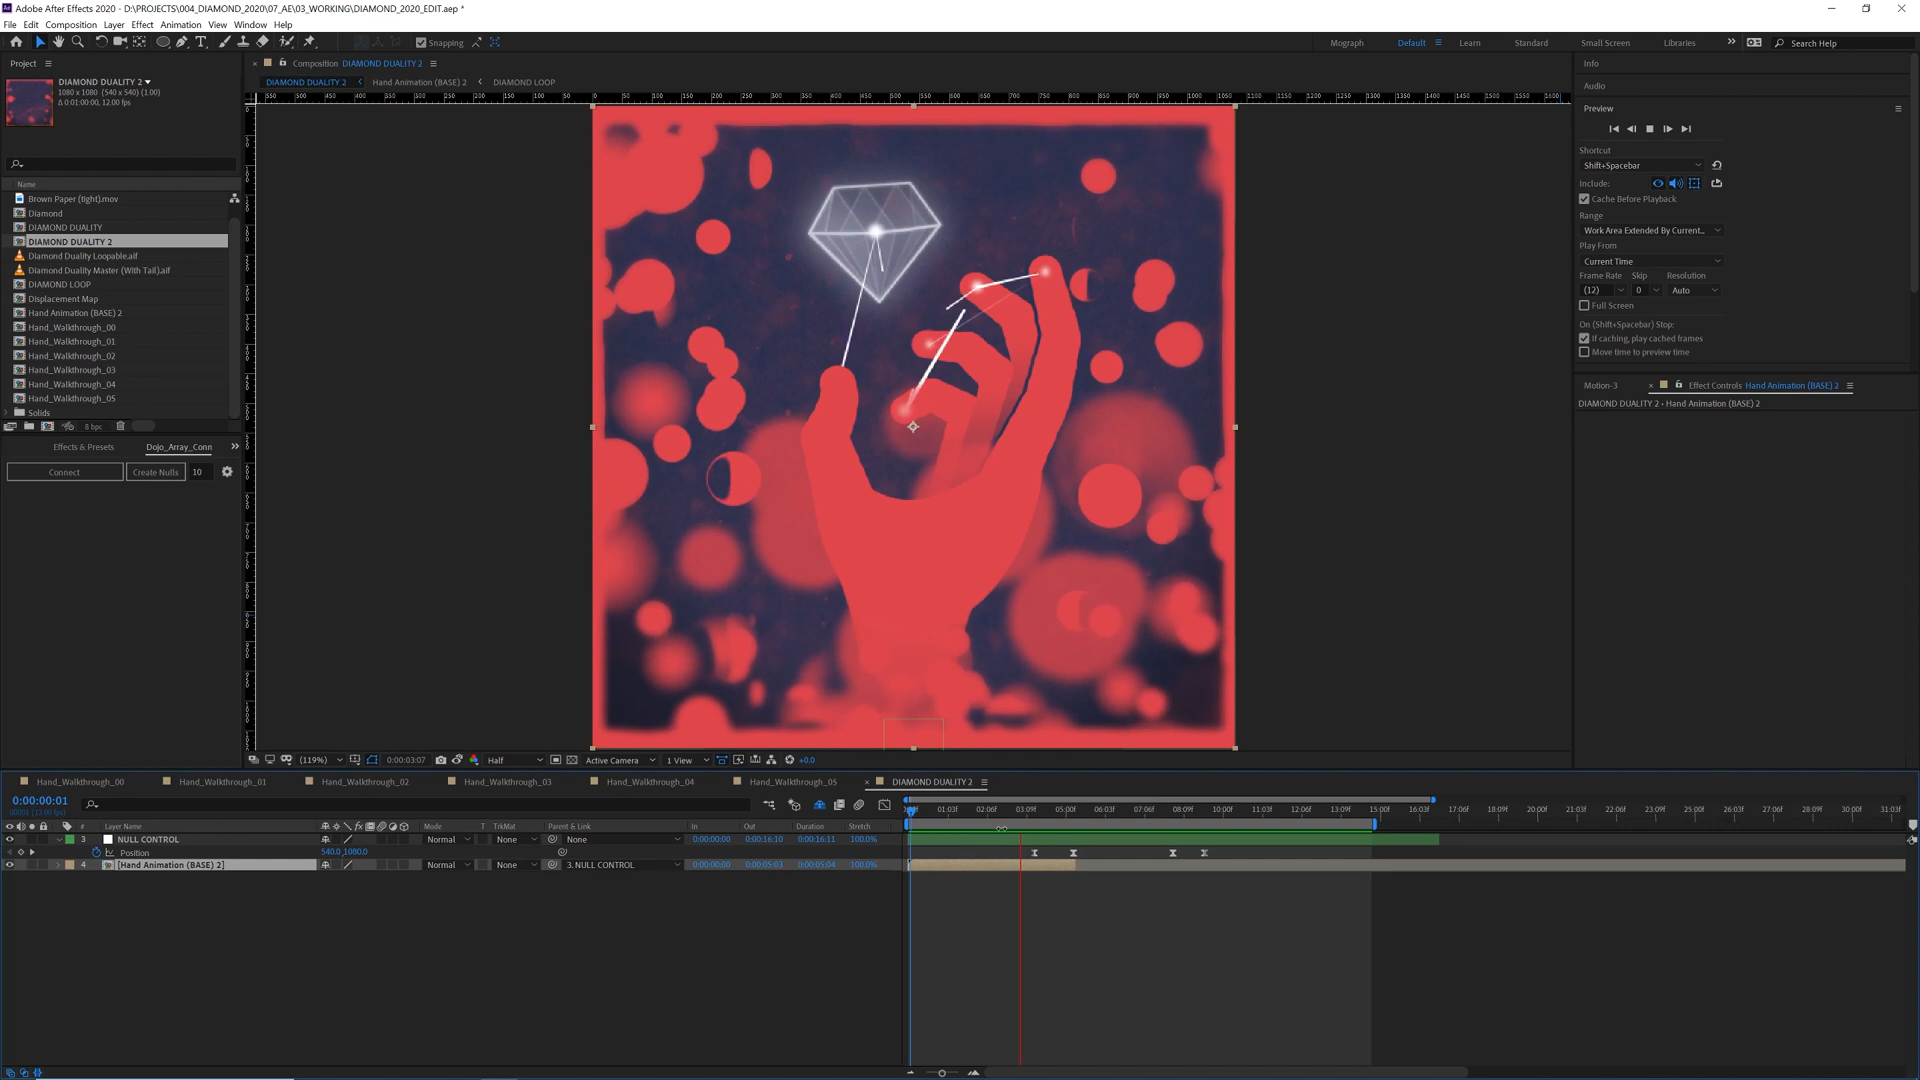 Adobe After Effects 2020 - D:\PROJECTS\004_DIAMOND_2020\07_AE\03_WORKING\DIAMOND_2020_EDIT.aep *
File Edit Composition Layer Effect Animation View Window Help
Snapping
Mograph Default Learn Standard Small Screen Libraries Search Help
Project
DIAMOND DUALITY 2
1080 x 1080 (540 x 540) (1.00)
Δ 0:01:00:00, 12.00 fps
Name
Brown Paper (tight).mov
Diamond
DIAMOND DUALITY
DIAMOND DUALITY 2
Diamond Duality Loopable.aif
Diamond Duality Master (With Tail).aif
DIAMOND LOOP
Displacement Map
Hand Animation (BASE) 2
Hand_Walkthrough_00
Hand_Walkthrough_01
Hand_Walkthrough_02
Hand_Walkthrough_03
Hand_Walkthrough_04
Hand_Walkthrough_05
Solids
8 bpc
Effects & Presets Dojo_Array_Conn
Connect Create Nulls 10
Composition DIAMOND DUALITY 2
DIAMOND DUALITY 2 Hand Animation (BASE) 2 DIAMOND LOOP
(119%) 0:00:03:07 Half Active Camera 1 View +0.0
Info
Audio
Preview
Shortcut
Shift+Spacebar
Include:
Cache Before Playback
Range
Work Area Extended By Current...
Play From
Current Time
Frame Rate Skip Resolution
(12) 0 Auto
Full Screen
On (Shift+Spacebar) Stop:
If caching, play cached frames
Move time to preview time
Motion-3 Effect Controls Hand Animation (BASE) 2
DIAMOND DUALITY 2 • Hand Animation (BASE) 2
Hand_Walkthrough_00 Hand_Walkthrough_01 Hand_Walkthrough_02 Hand_Walkthrough_03 Hand_Walkthrough_04 Hand_Walkthrough_05 DIAMOND DUALITY 2
0:00:00:01
00001 (12.00 fps)
01:03f 02:06f 03:09f 05:00f 06:03f 07:06f 08:09f 10:00f 11:03f 12:06f 13:09f 15:00f 16:03f 17:06f 18:09f 20:00f 21:03f 22:06f 23:09f 25:00f 26:03f 27:06f 28:09f 30:00f 31:03f
# Layer Name Mode T TrkMat Parent & Link In Out Duration Stretch
3 NULL CONTROL Normal None None 0:00:00:00 0:00:16:10 0:00:16:11 100.0%
Position 540.0, 1080.0
4 [Hand Animation (BASE) 2] Normal None 3. NULL CONTROL 0:00:00:00 0:00:05:03 0:00:05:04 100.0%